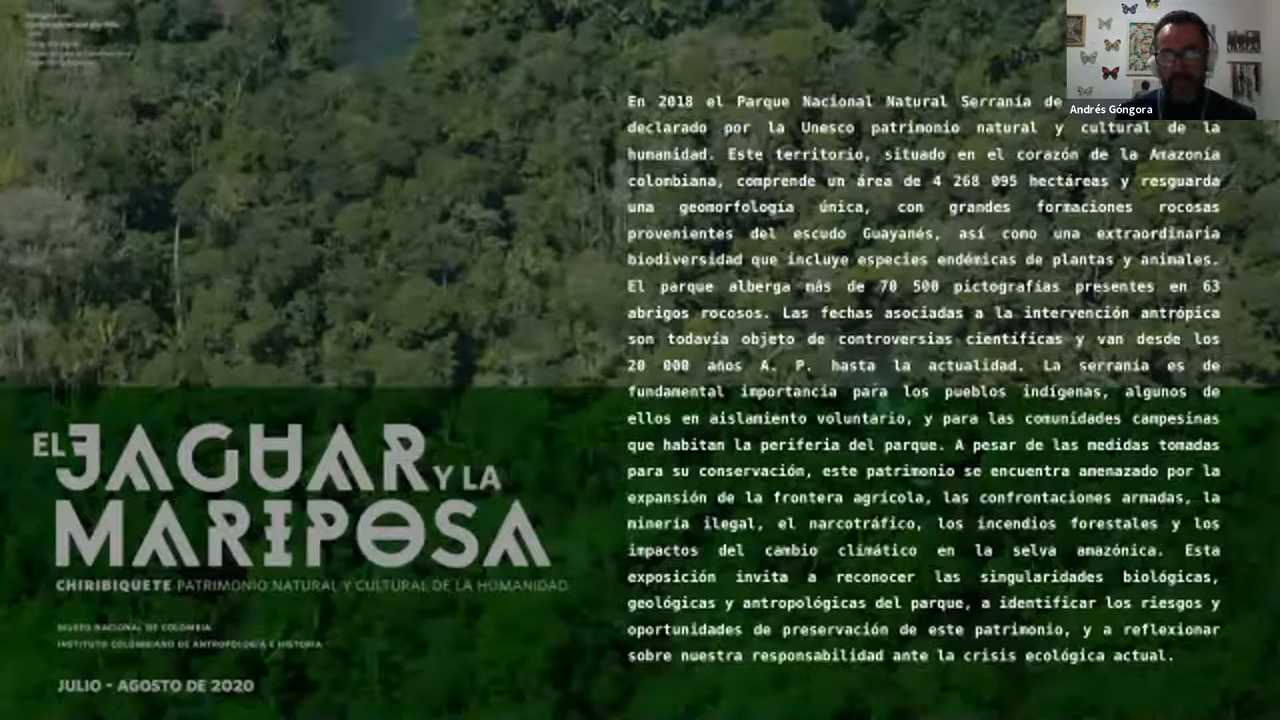 Andrés Góngora
En 2018 el Parque Nacional Natural Serranía de
declarado por la Unesco patrimonio natural y cultural de la
humanidad. Este territorio, situado en el corazón de la Amazonía
colombiana, comprende un área de 4 268 095 hectáreas y resguarda
una geomorfología única, con grandes formaciones rocosas
provenientes del escudo Guayanés, así como una extraordinaria
biodiversidad que incluye especies endémicas de plantas y animales.
El parque alberga más de 70 500 pictografías presentes en 63
abrigos rocosos. Las fechas asociadas a la intervención antrópica
son todavía objeto de controversias científicas y van desde los
20 000 años A. P. hasta la actualidad. La serranía es de
fundamental importancia para los pueblos indígenas, algunos de
ellos en aislamiento voluntario, y para las comunidades campesinas
que habitan la periferia del parque. A pesar de las medidas tomadas
para su conservación, este patrimonio se encuentra amenazado por la
expansión de la frontera agrícola, las confrontaciones armadas, la
minería ilegal, el narcotráfico, los incendios forestales y los
impactos del cambio climático en la selva amazónica. Esta
exposición invita a reconocer las singularidades biológicas,
geológicas y antropológicas del parque, a identificar los riesgos y
oportunidades de preservación de este patrimonio, y a reflexionar
sobre nuestra responsabilidad ante la crisis ecológica actual.
EL JAGUAR Y LA
MARIPOSA
CHIRIBIQUETE PATRIMONIO NATURAL Y CULTURAL DE LA HUMANIDAD
MUSEO NACIONAL DE COLOMBIA
INSTITUTO COLOMBIANO DE ANTROPOLOGÍA E HISTORIA
JULIO - AGOSTO DE 2020